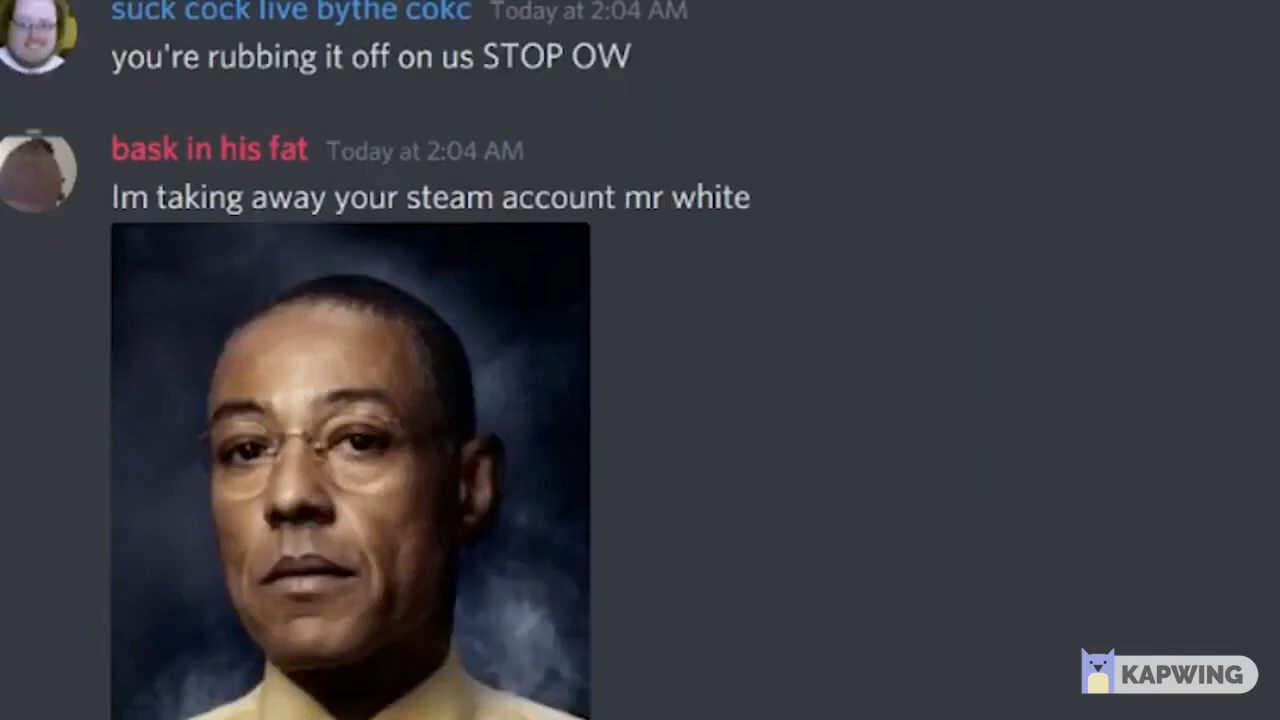 suck cock live bythe cokc Today at 2:04 AM
you're rubbing it off on us STOP OW
bask in his fat Today at 2:04 AM
Im taking away your steam account mr white
KAPWING